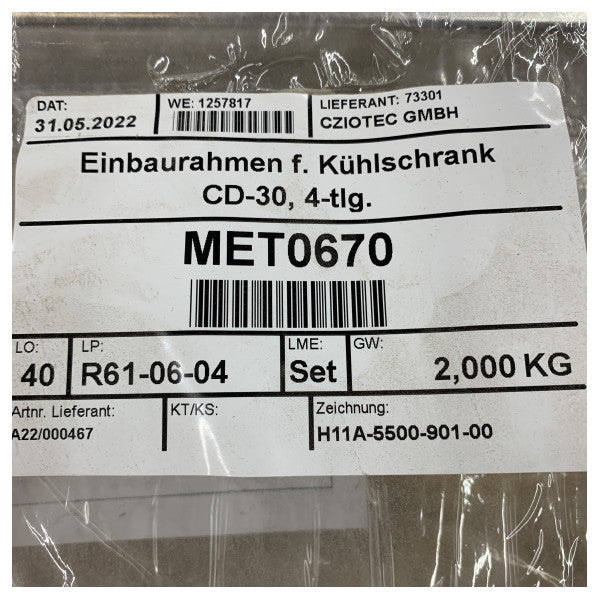 DAT:
31.05.2022
WE: 1257817
LIEFERANT: 73301
CZIOTEC GMBH
Einbaurahmen f. Kühlschrank
CD-30, 4-tlg.
MET0670
LO:
40
LP:
R61-06-04
LME:
Set
GW:
2,000 KG
Artnr. Lieferant:
A22/000467
KT/KS:
Zeichnung:
H11A-5500-901-00